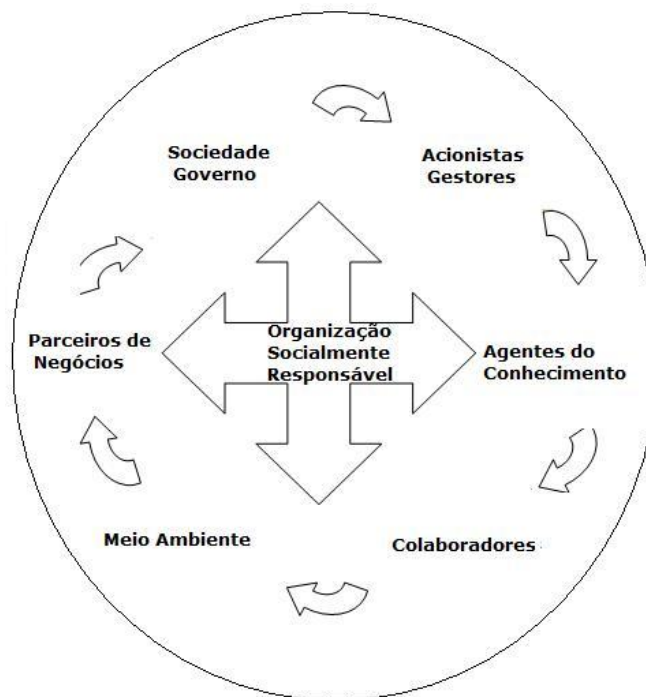 Sociedade
Governo
Acionistas
Gestores
Parceiros de
Negócios
Organização
Socialmente
Responsável
Agentes do
Conhecimento
Meio Ambiente
Colaboradores